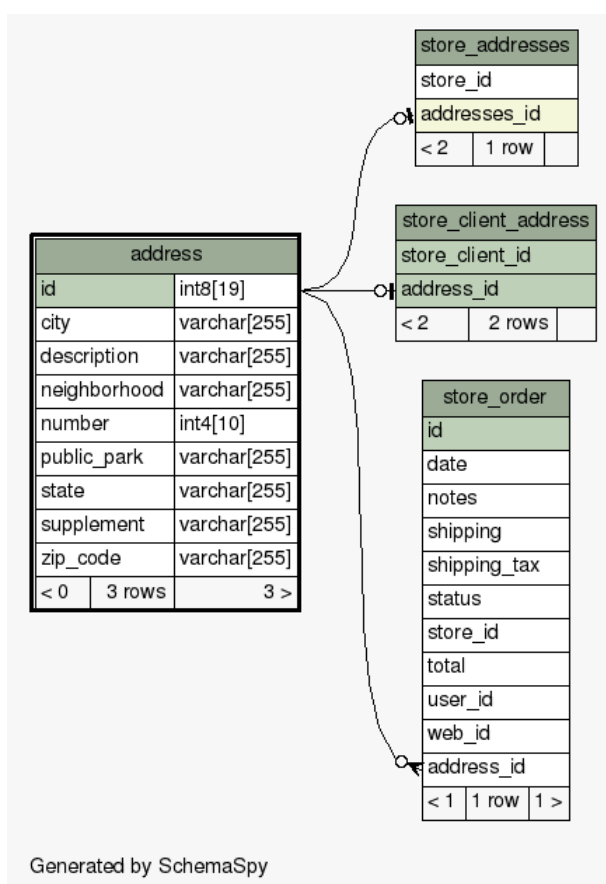 store_addresses
store_id
addresses_id
< 2 1 row
store_client_address
store_client_id
address_id
< 2 2 rows
address
id int8[19]
city varchar[255]
description varchar[255]
neighborhood varchar[255]
number int4[10]
public_park varchar[255]
state varchar[255]
supplement varchar[255]
zip_code varchar[255]
< 0 3 rows 3 >
store_order
id
date
notes
shipping
shipping_tax
status
store_id
total
user_id
web_id
address_id
< 1 1 row 1 >
Generated by SchemaSpy